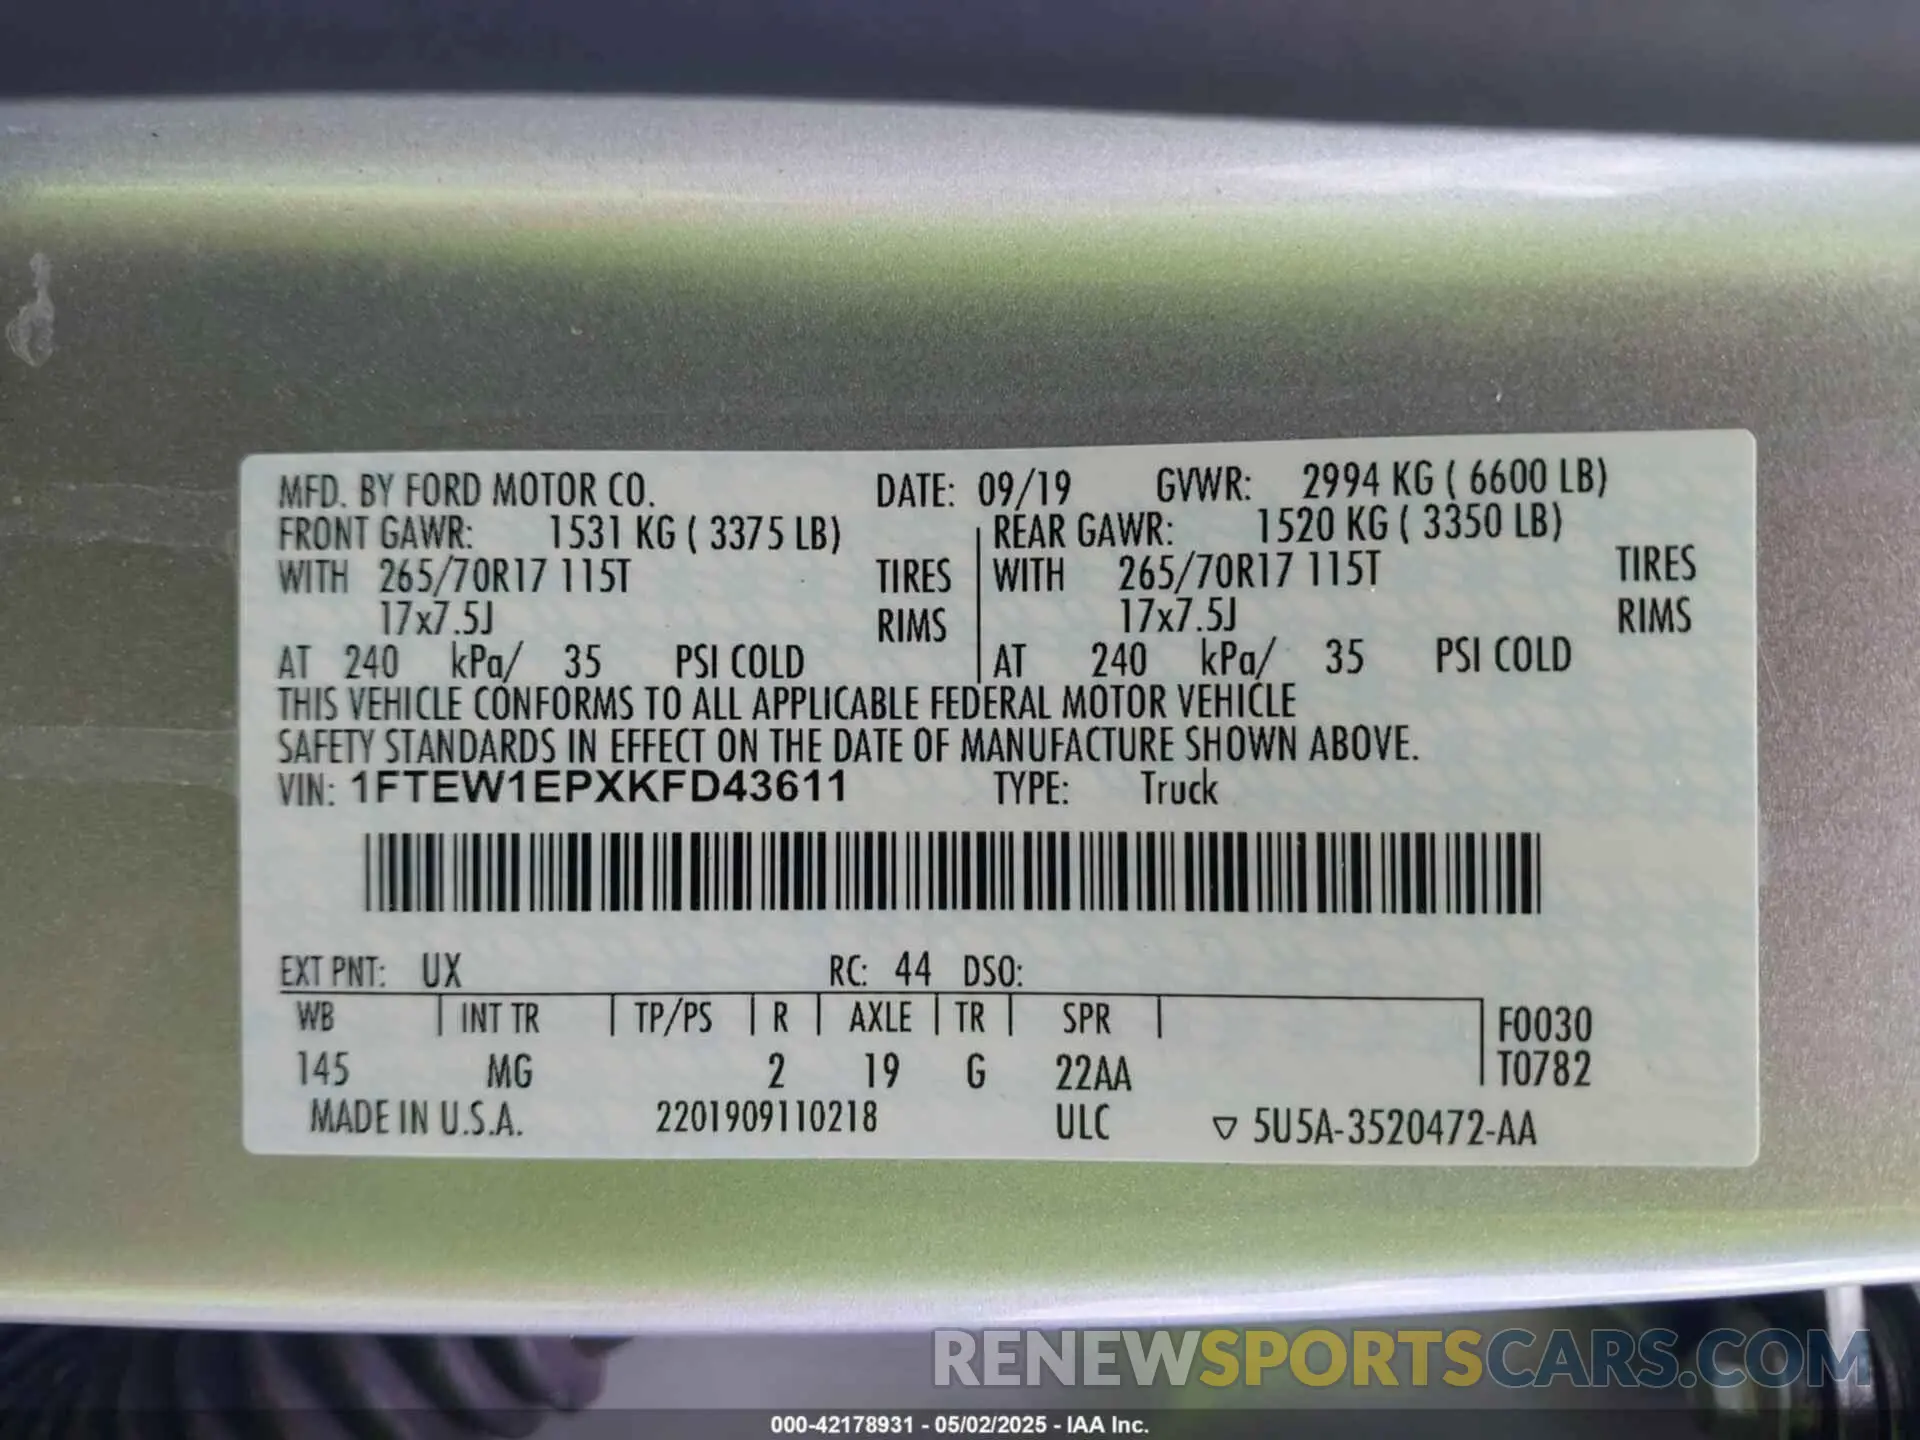 MFD. BY FORD MOTOR CO. DATE: 09/19 GVWR: 2994 KG ( 6600 LB)
FRONT GAWR: 1531 KG ( 3375 LB) REAR GAWR: 1520 KG ( 3350 LB)
WITH 265/70R17 115T TIRES WITH 265/70R17 115T TIRES
17x7.5J RIMS 17x7.5J RIMS
AT 240 kPa/ 35 PSI COLD AT 240 kPa/ 35 PSI COLD
THIS VEHICLE CONFORMS TO ALL APPLICABLE FEDERAL MOTOR VEHICLE
SAFETY STANDARDS IN EFFECT ON THE DATE OF MANUFACTURE SHOWN ABOVE.
VIN: 1FTEW1EPXKFD43611 TYPE: Truck
EXT PNT: UX RC: 44 DSO:
WB INT TR TP/PS R AXLE TR SPR F0030
145 MG 2 19 G 22AA T0782
MADE IN U.S.A. 2201909110218 ULC ▽ 5U5A-3520472-AA
RENEWSPORTSCARS.COM
000-42178931 - 05/02/2025 - IAA Inc.